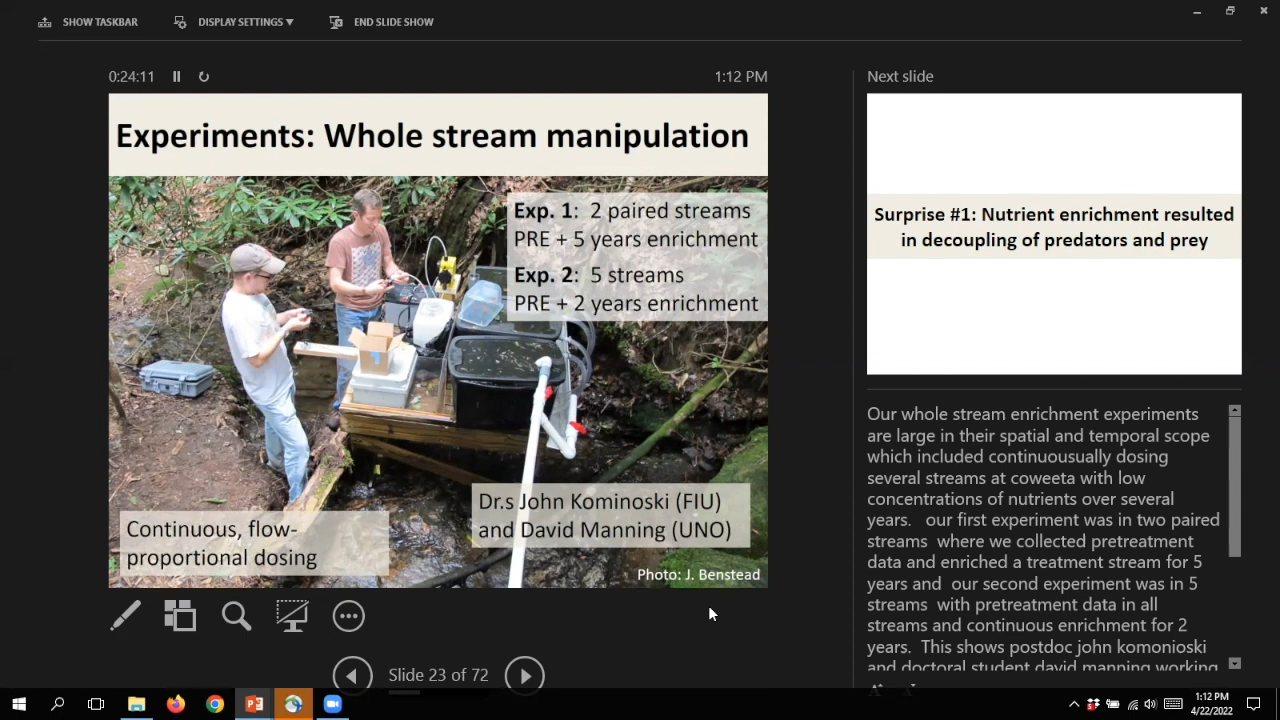 SHOW TASKBAR
DISPLAY SETTINGS ▼
END SLIDE SHOW
0:24:11
1:12 PM
Next slide
Experiments: Whole stream manipulation
Exp. 1: 2 paired streams
PRE + 5 years enrichment
Exp. 2: 5 streams
PRE + 2 years enrichment
Dr.s John Kominoski (FIU)
and David Manning (UNO)
Continuous, flow-
proportional dosing
Photo: J. Benstead
Surprise #1: Nutrient enrichment resulted
in decoupling of predators and prey
Our whole stream enrichment experiments
are large in their spatial and temporal scope
which included continuousually dosing
several streams at coweeta with low
concentrations of nutrients over several
years. our first experiment was in two paired
streams where we collected pretreatment
data and enriched a treatment stream for 5
years and our second experiment was in 5
streams with pretreatment data in all
streams and continuous enrichment for 2
years. This shows postdoc john komonioski
and doctoral student david manning working
Slide 23 of 72
1:12 PM
4/22/2022